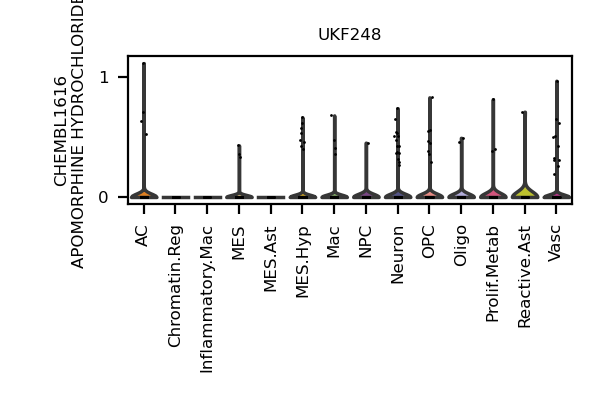 UKF248
CHEMBL1616
APOMORPHINE HYDROCHLORIDE
1
0
AC
Chromatin.Reg
Inflammatory.Mac
MES
MES.Ast
MES.Hyp
Mac
NPC
Neuron
OPC
Oligo
Prolif.Metab
Reactive.Ast
Vasc